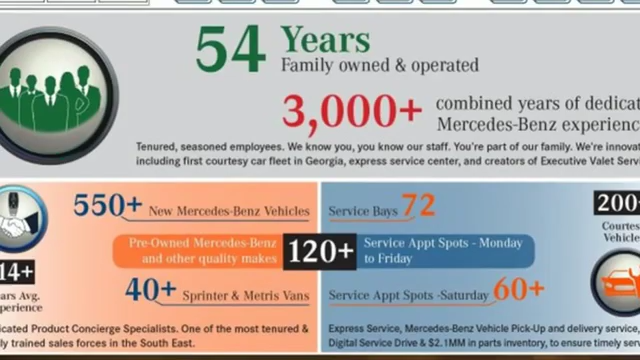 54 Years
Family owned & operated
3,000+ combined years of dedicat
Mercedes-Benz experienc
Tenured, seasoned employees. We know you, you know our staff. You're part of our family. We're innovat
including first courtesy car fleet in Georgia, express service center, and creators of Executive Valet Servi
550+ New Mercedes-Benz Vehicles
Pre-Owned Mercedes-Benz
and other quality makes
120+
40+ Sprinter & Metris Vans
14+
ars Avg.
perience
icated Product Concierge Specialists. One of the most tenured &
ly trained sales forces in the South East.
Service Bays 72
Service Appt Spots - Monday
to Friday
Service Appt Spots -Saturday 60+
200+
Courtes
Vehicle
Express Service, Mercedes-Benz Vehicle Pick-Up and delivery service,
Digital Service Drive & $2.1MM in parts inventory, to ensure timely servi